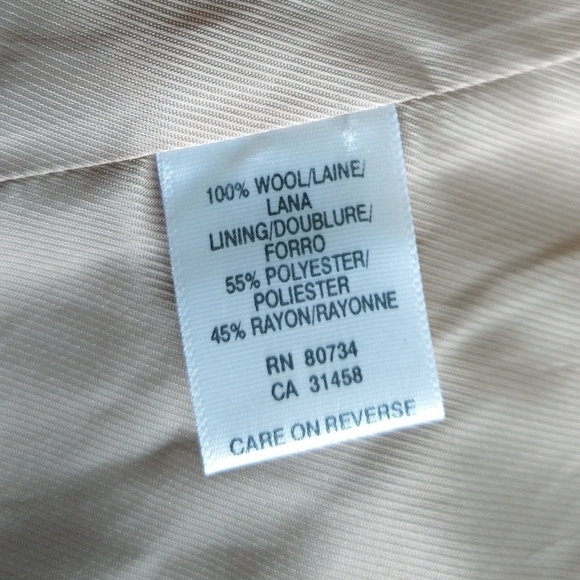 100% WOOL/LAINE/
LANA
LINING/DOUBLURE/
FORRO
55% POLYESTER/
POLIESTER
45% RAYON/RAYONNE
RN 80734
CA 31458
CARE ON REVERSE